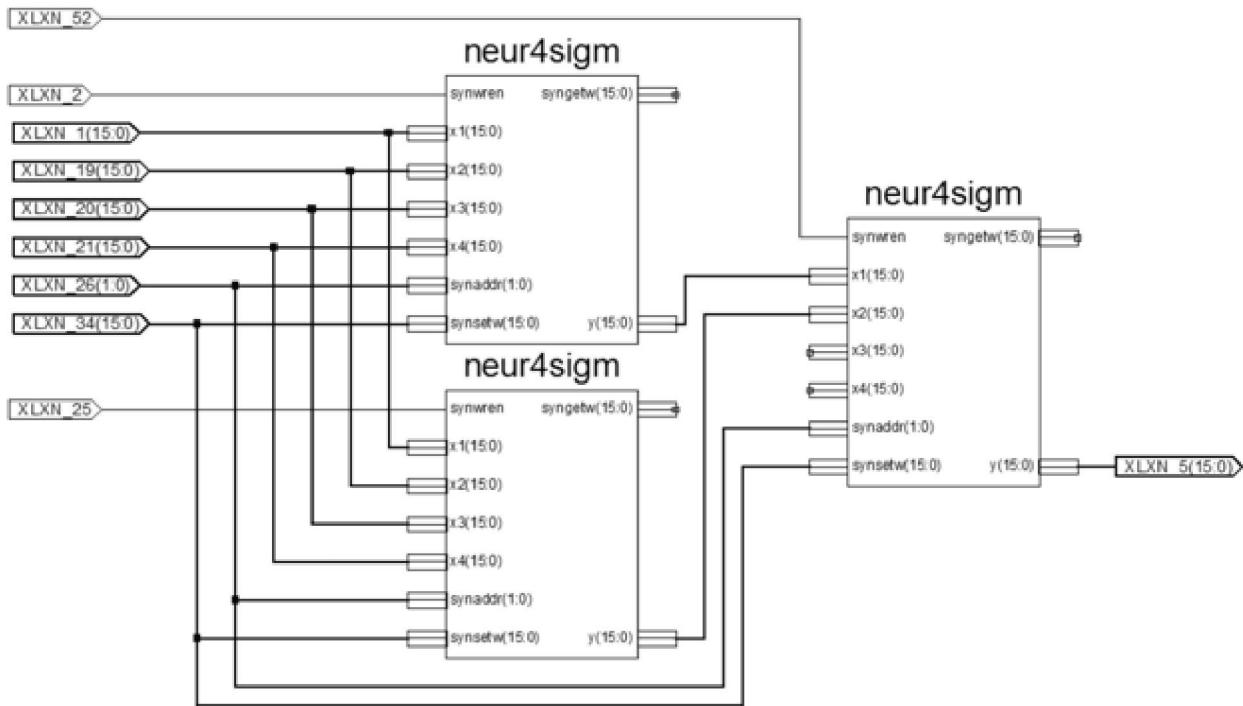 XLXN_52
neur4sigm
XLXN_2
synwren
syngetw(15:0)
XLXN_1(15:0)
x1(15:0)
XLXN_19(15:0)
x2(15:0)
neur4sigm
XLXN_20(15:0)
x3(15:0)
synwren
syngetw(15:0)
XLXN_21(15:0)
x4(15:0)
x1(15:0)
XLXN_26(1:0)
synaddr(1:0)
x2(15:0)
XLXN_34(15:0)
synsetw(15:0)
y(15:0)
x3(15:0)
neur4sigm
x4(15:0)
XLXN_25
synwren
syngetw(15:0)
synaddr(1:0)
x1(15:0)
synsetw(15:0)
y(15:0)
XLXN_5(15:0)
x2(15:0)
x3(15:0)
x4(15:0)
synaddr(1:0)
synsetw(15:0)
y(15:0)